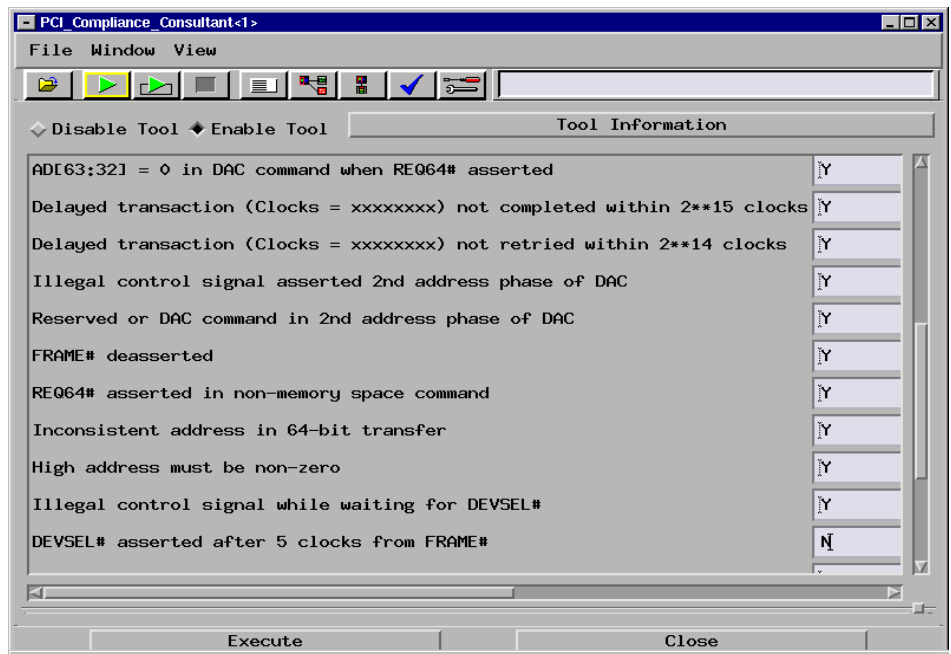 PCI_Compliance_Consultant<1>
File Window View
Disable Tool Enable Tool Tool Information
AD[63:32] = 0 in DAC command when REQ64# asserted Y
Delayed transaction (Clocks = xxxxxxxx) not completed within 2**15 clocks Y
Delayed transaction (Clocks = xxxxxxxx) not retried within 2**14 clocks Y
Illegal control signal asserted 2nd address phase of DAC Y
Reserved or DAC command in 2nd address phase of DAC Y
FRAME# deasserted Y
REQ64# asserted in non-memory space command Y
Inconsistent address in 64-bit transfer Y
High address must be non-zero Y
Illegal control signal while waiting for DEVSEL# Y
DEVSEL# asserted after 5 clocks from FRAME# N
Execute Close